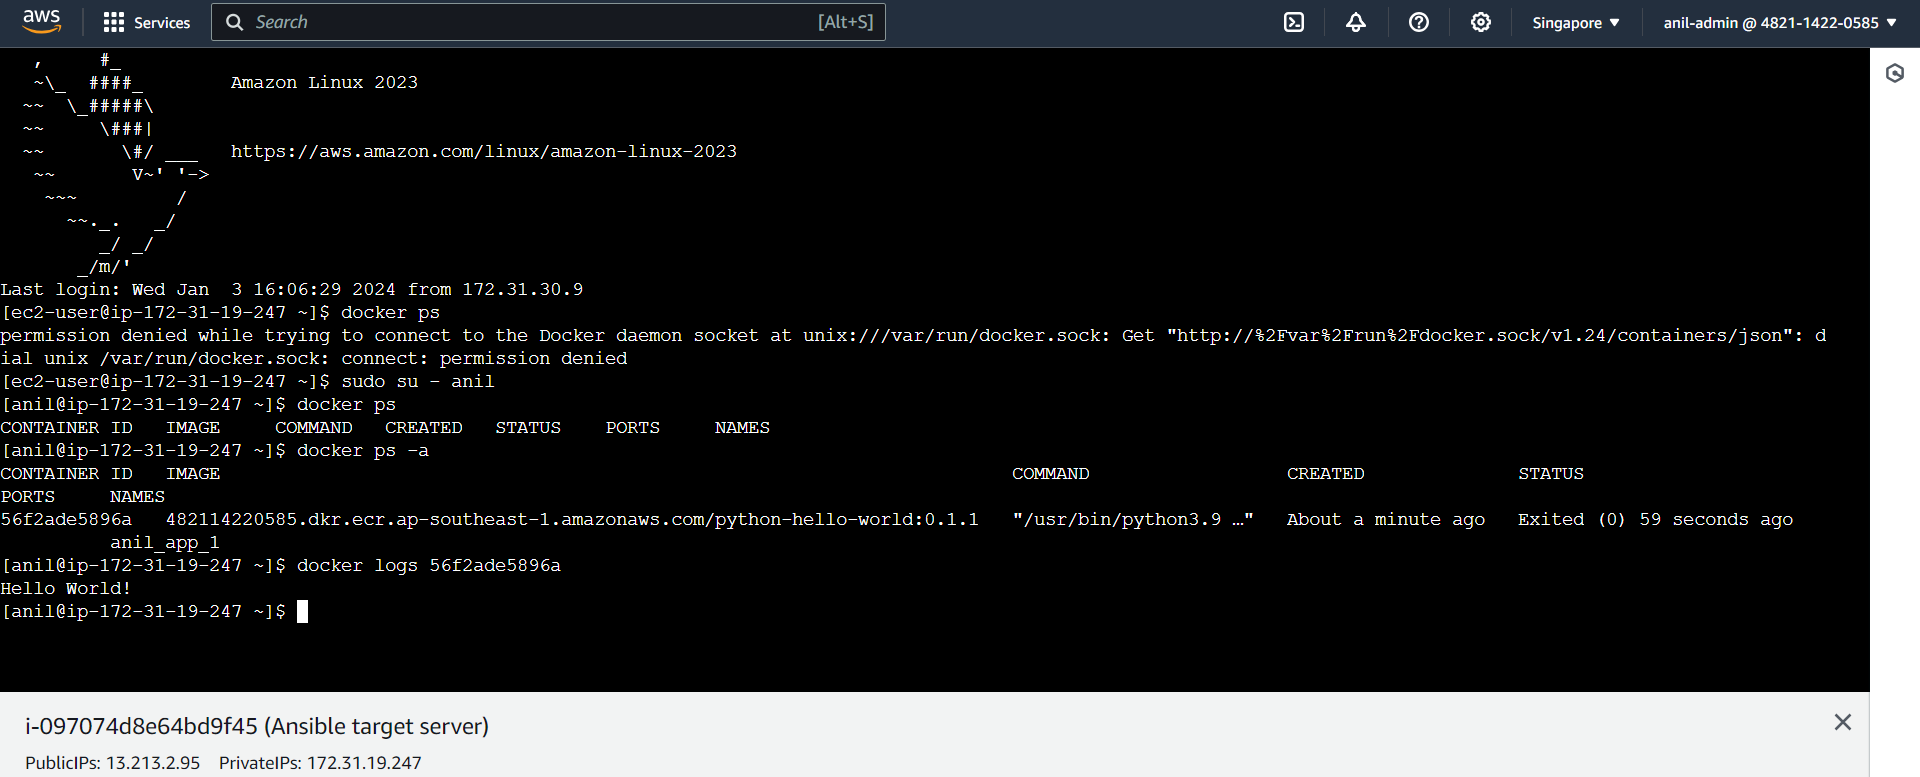 aws Services Search [Alt+S] Singapore ▼ anil-admin @ 4821-1422-0585 ▼
   ,     #_
   ~\_  ####_        Amazon Linux 2023
  ~~  \_#####\
  ~~     \###|
  ~~       \#/ ___   https://aws.amazon.com/linux/amazon-linux-2023
   ~~       V~' '->
    ~~~         /
      ~~._.   _/
         _/ _/
       _/m/'
Last login: Wed Jan  3 16:06:29 2024 from 172.31.30.9
[ec2-user@ip-172-31-19-247 ~]$ docker ps
permission denied while trying to connect to the Docker daemon socket at unix:///var/run/docker.sock: Get "http://%2Fvar%2Frun%2Fdocker.sock/v1.24/containers/json": d
ial unix /var/run/docker.sock: connect: permission denied
[ec2-user@ip-172-31-19-247 ~]$ sudo su - anil
[anil@ip-172-31-19-247 ~]$ docker ps
CONTAINER ID   IMAGE     COMMAND   CREATED   STATUS    PORTS     NAMES
[anil@ip-172-31-19-247 ~]$ docker ps -a
CONTAINER ID   IMAGE                                                                        COMMAND                  CREATED              STATUS
PORTS     NAMES
56f2ade5896a   482114220585.dkr.ecr.ap-southeast-1.amazonaws.com/python-hello-world:0.1.1   "/usr/bin/python3.9 …"   About a minute ago   Exited (0) 59 seconds ago
          anil_app_1
[anil@ip-172-31-19-247 ~]$ docker logs 56f2ade5896a
Hello World!
[anil@ip-172-31-19-247 ~]$
i-097074d8e64bd9f45 (Ansible target server)
PublicIPs: 13.213.2.95 PrivateIPs: 172.31.19.247